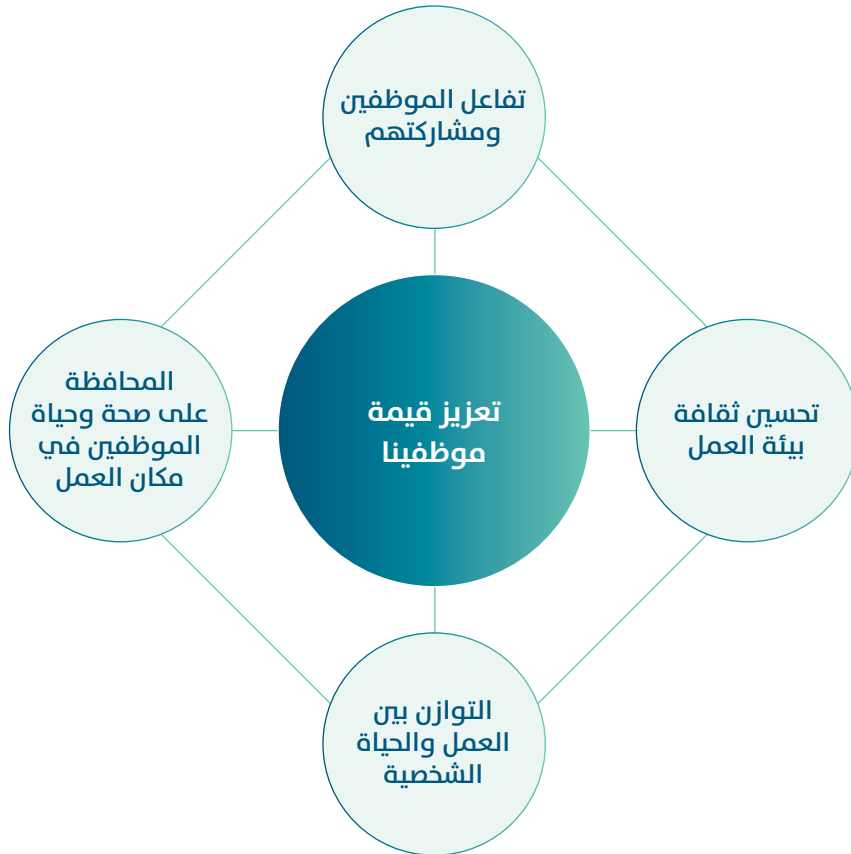 تفاعل الموظفين
ومشاركتهم
تحسين ثقافة
بيئة العمل
تعزيز قيمة
موظفينا
المحافظة
على صحة وحياة
الموظفين في
مكان العمل
التوازن بين
العمل والحياة
الشخصية